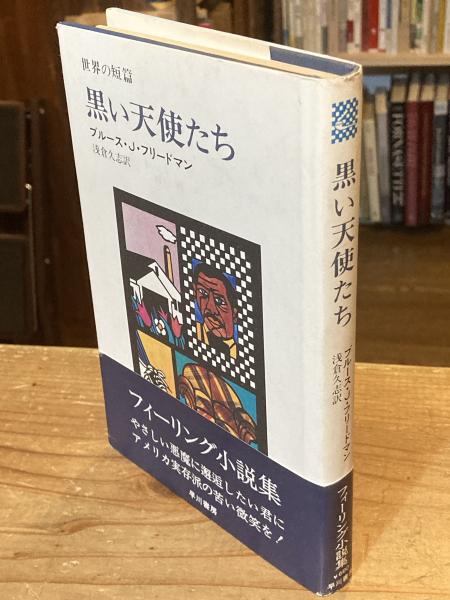 世界の短篇
黒い天使たち
ブルース・J・フリードマン
浅倉久志訳
フィーリング小説集
やさしい悪魔に邂逅したい君に
アメリカ実存派の苦い微笑を!
早川書房
黒い天使たち
ブルース・J・フリードマン
浅倉久志訳
フィーリング小説集
早川書房